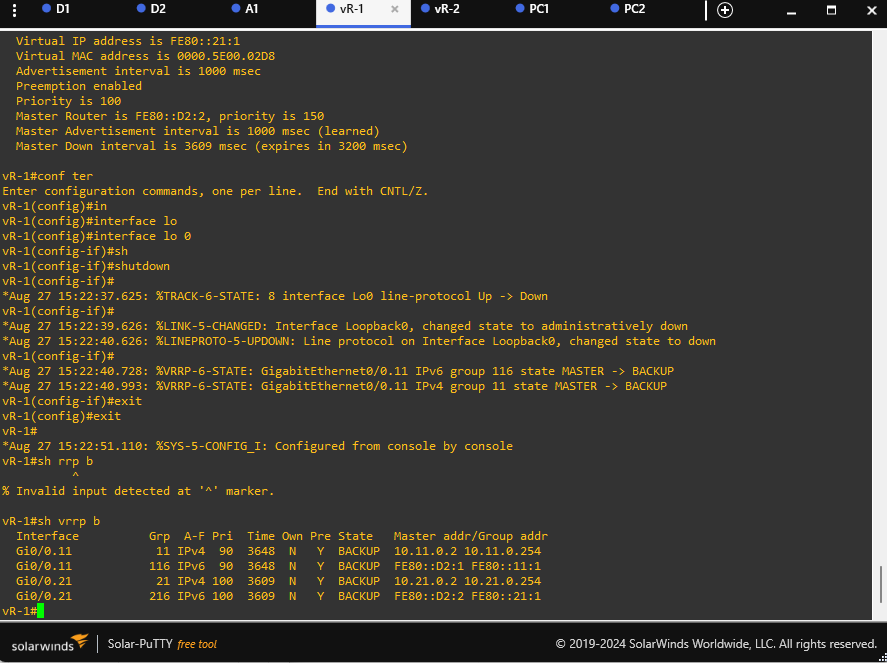 D1 D2 A1 vR-1 vR-2 PC1 PC2
Virtual IP address is FE80::21:1
Virtual MAC address is 0000.5E00.02D8
Advertisement interval is 1000 msec
Preemption enabled
Priority is 100
Master Router is FE80::D2:2, priority is 150
Master Advertisement interval is 1000 msec (learned)
Master Down interval is 3609 msec (expires in 3200 msec)
vR-1#conf ter
Enter configuration commands, one per line.  End with CNTL/Z.
vR-1(config)#in
vR-1(config)#interface lo
vR-1(config)#interface lo 0
vR-1(config-if)#sh
vR-1(config-if)#shutdown
vR-1(config-if)#
*Aug 27 15:22:37.625: %TRACK-6-STATE: 8 interface Lo0 line-protocol Up -> Down
vR-1(config-if)#
*Aug 27 15:22:39.626: %LINK-5-CHANGED: Interface Loopback0, changed state to administratively down
*Aug 27 15:22:40.626: %LINEPROTO-5-UPDOWN: Line protocol on Interface Loopback0, changed state to down
vR-1(config-if)#
*Aug 27 15:22:40.728: %VRRP-6-STATE: GigabitEthernet0/0.11 IPv6 group 116 state MASTER -> BACKUP
*Aug 27 15:22:40.993: %VRRP-6-STATE: GigabitEthernet0/0.11 IPv4 group 11 state MASTER -> BACKUP
vR-1(config-if)#exit
vR-1(config)#exit
vR-1#
*Aug 27 15:22:51.110: %SYS-5-CONFIG_I: Configured from console by console
vR-1#sh rrp b
^
% Invalid input detected at '^' marker.
vR-1#sh vrrp b
Interface          Grp  A-F Pri  Time Own Pre State   Master addr/Group addr
Gi0/0.11            11 IPv4  90  3648  N   Y  BACKUP  10.11.0.2 10.11.0.254
Gi0/0.11           116 IPv6  90  3648  N   Y  BACKUP  FE80::D2:1 FE80::11:1
Gi0/0.21            21 IPv4 100  3609  N   Y  BACKUP  10.21.0.2 10.21.0.254
Gi0/0.21           216 IPv6 100  3609  N   Y  BACKUP  FE80::D2:2 FE80::21:1
vR-1#
solarwinds Solar-PuTTY free tool © 2019-2024 SolarWinds Worldwide, LLC. All rights reserved.